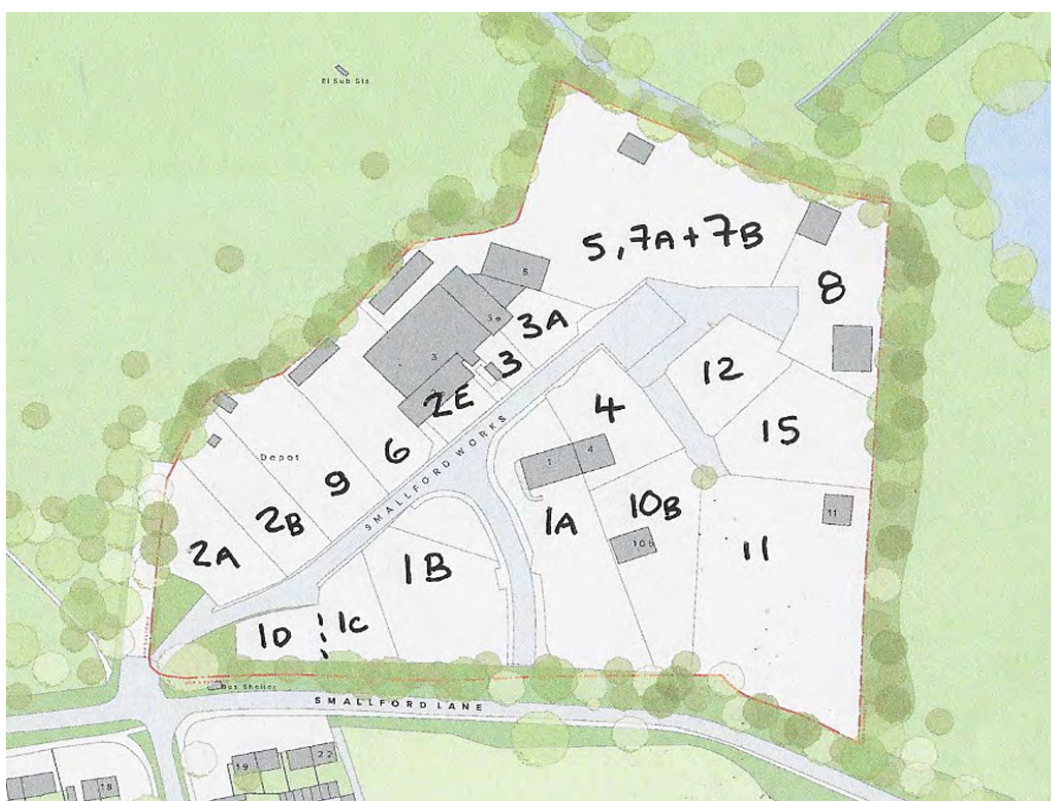 El Sub Sta
5, 7A + 7B
8
5
3a
3A
3
3
2E
12
4
15
6
Depot
9
SMALLFORD WORKS
1
4
2B
1A
10B
11
10b
11
2A
1B
1D
1C
Bus Shelter
SMALLFORD LANE
19
22
18